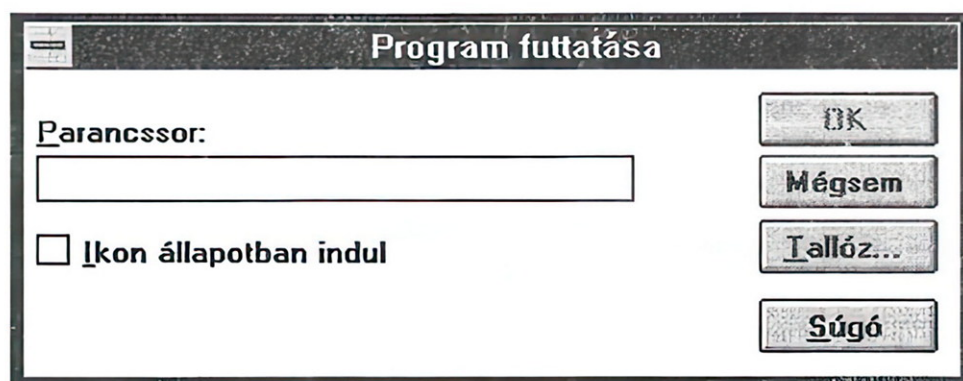 Program futtatása
Parancssor:
OK
Mégsem
Ikon állapotban indul
Tallóz...
Súgó